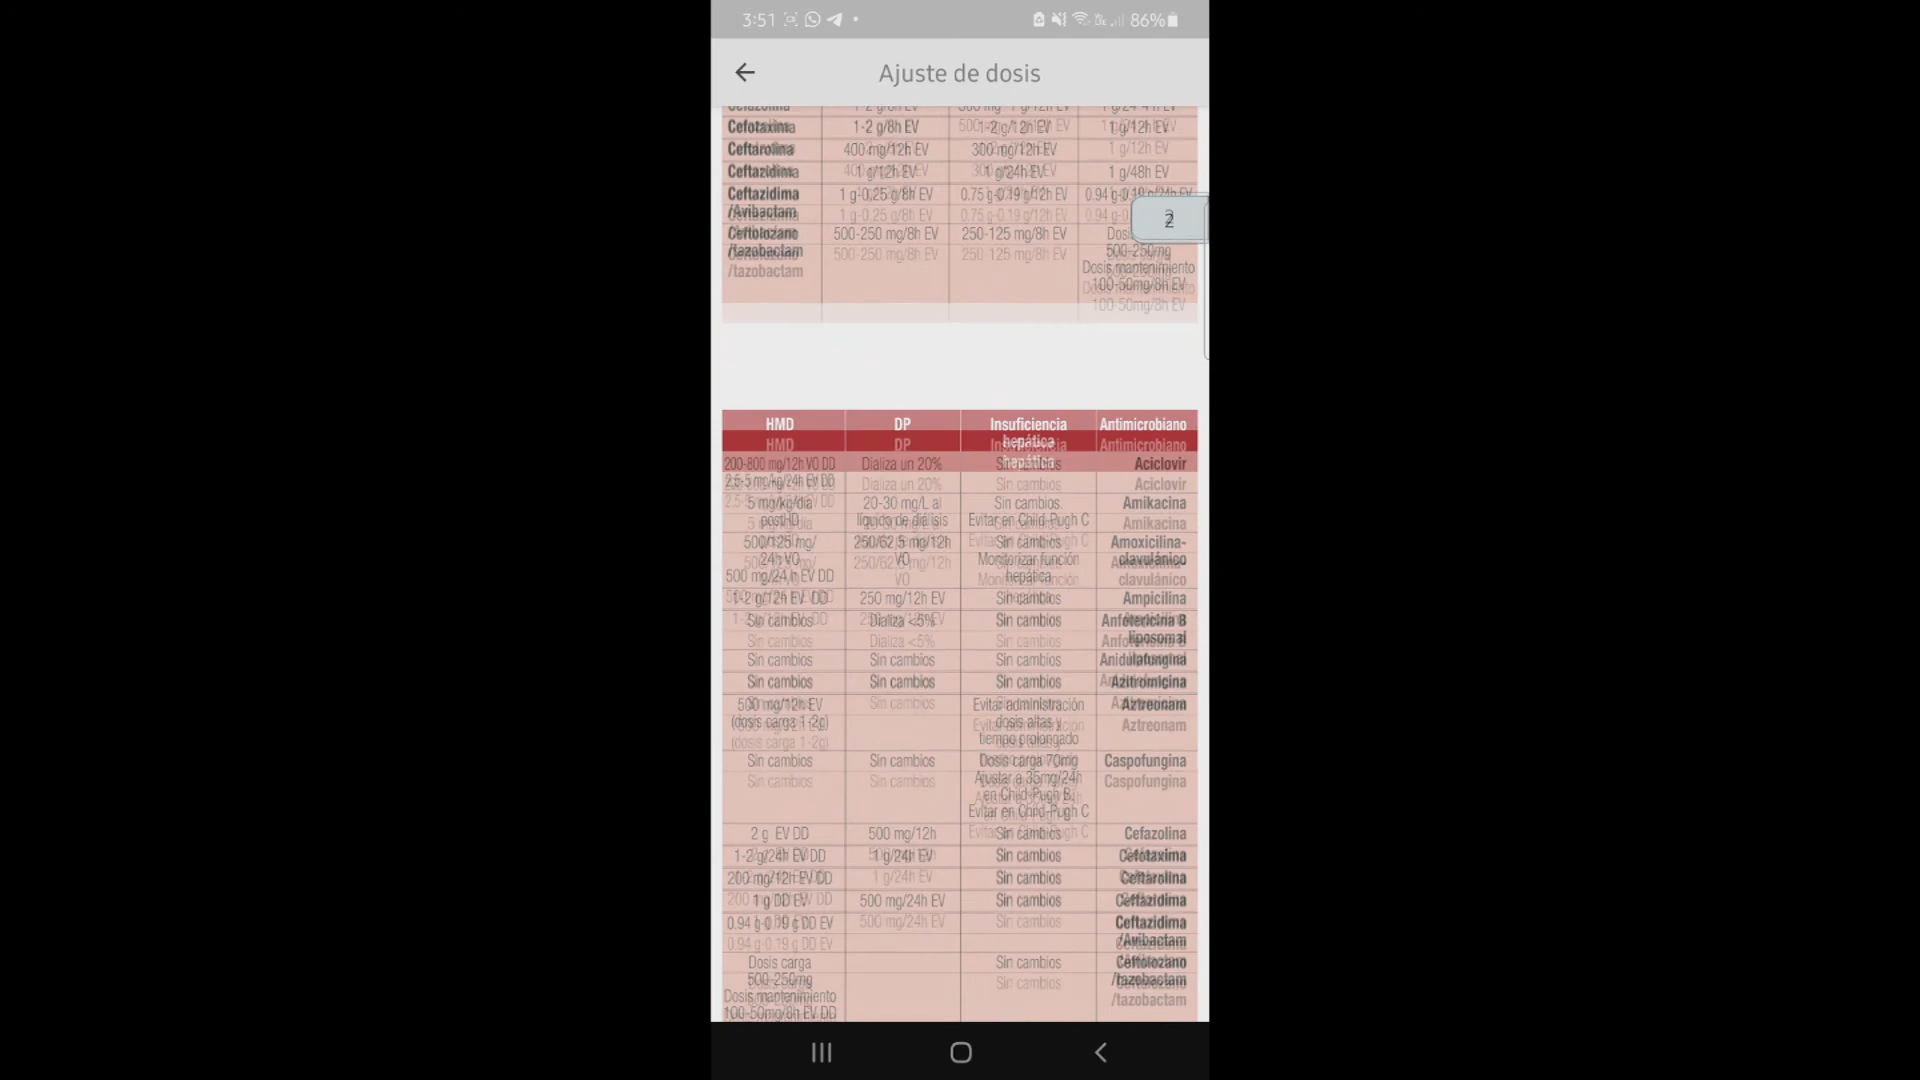 3:51 86%
Ajuste de dosis
Cefotaxima 1-2 g/8h EV 1-2 g/12h EV 1 g/12h EV
Ceftarolina 400 mg/12h EV 300 mg/12h EV
Ceftazidima 1 g/12h EV 1 g/24h EV 1 g/48h EV
Ceftazidima 1 g-0,25 g/8h EV 0.75 g-0.19 g/12h EV 0.94 g-0.19 g/24h EV
/Avibactam
2
Ceftolozano 500-250 mg/8h EV 250-125 mg/8h EV
/tazobactam 500-250mg
Dosis mantenimiento
100-50mg/8h EV
HMD DP Insuficiencia Antimicrobiano
hepática
200-800 mg/12h VO DD Dializa un 20% Sin cambios Aciclovir
2.5-5 mg/kg/24h EV DD
5 mg/kg/día 20-30 mg/L al Sin cambios. Amikacina
postHD líquido de diálisis Evitar en Child-Pugh C
500/125 mg/ 250/62,5 mg/12h Sin cambios Amoxicilina-
24h VO VO Monitorizar función clavulánico
500 mg/24 h EV DD hepática
1-2 g/12h EV DD 250 mg/12h EV Sin cambios Ampicilina
Sin cambios Dializa <5% Sin cambios Anfotericina B
liposomal
Sin cambios Sin cambios Sin cambios Anidulafungina
Sin cambios Sin cambios Sin cambios Azitromicina
500 mg/12h EV Evitar administración Aztreonam
(dosis carga 1-2g) dosis altas y
tiempo prolongado
Sin cambios Sin cambios Dosis carga 70mg Caspofungina
Ajustar a 35mg/24h
en Child-Pugh B.
Evitar en Child-Pugh C
2 g EV DD 500 mg/12h Sin cambios Cefazolina
1-2 g/24h EV DD 1 g/24h EV Sin cambios Cefotaxima
200 mg/12h EV DD Sin cambios Ceftarolina
1 g DD EV 500 mg/24h EV Sin cambios Ceftazidima
0.94 g-0.19 g DD EV Ceftazidima
/Avibactam
Dosis carga Sin cambios Ceftolozano
500-250mg /tazobactam
Dosis mantenimiento
100-50mg/8h EV DD